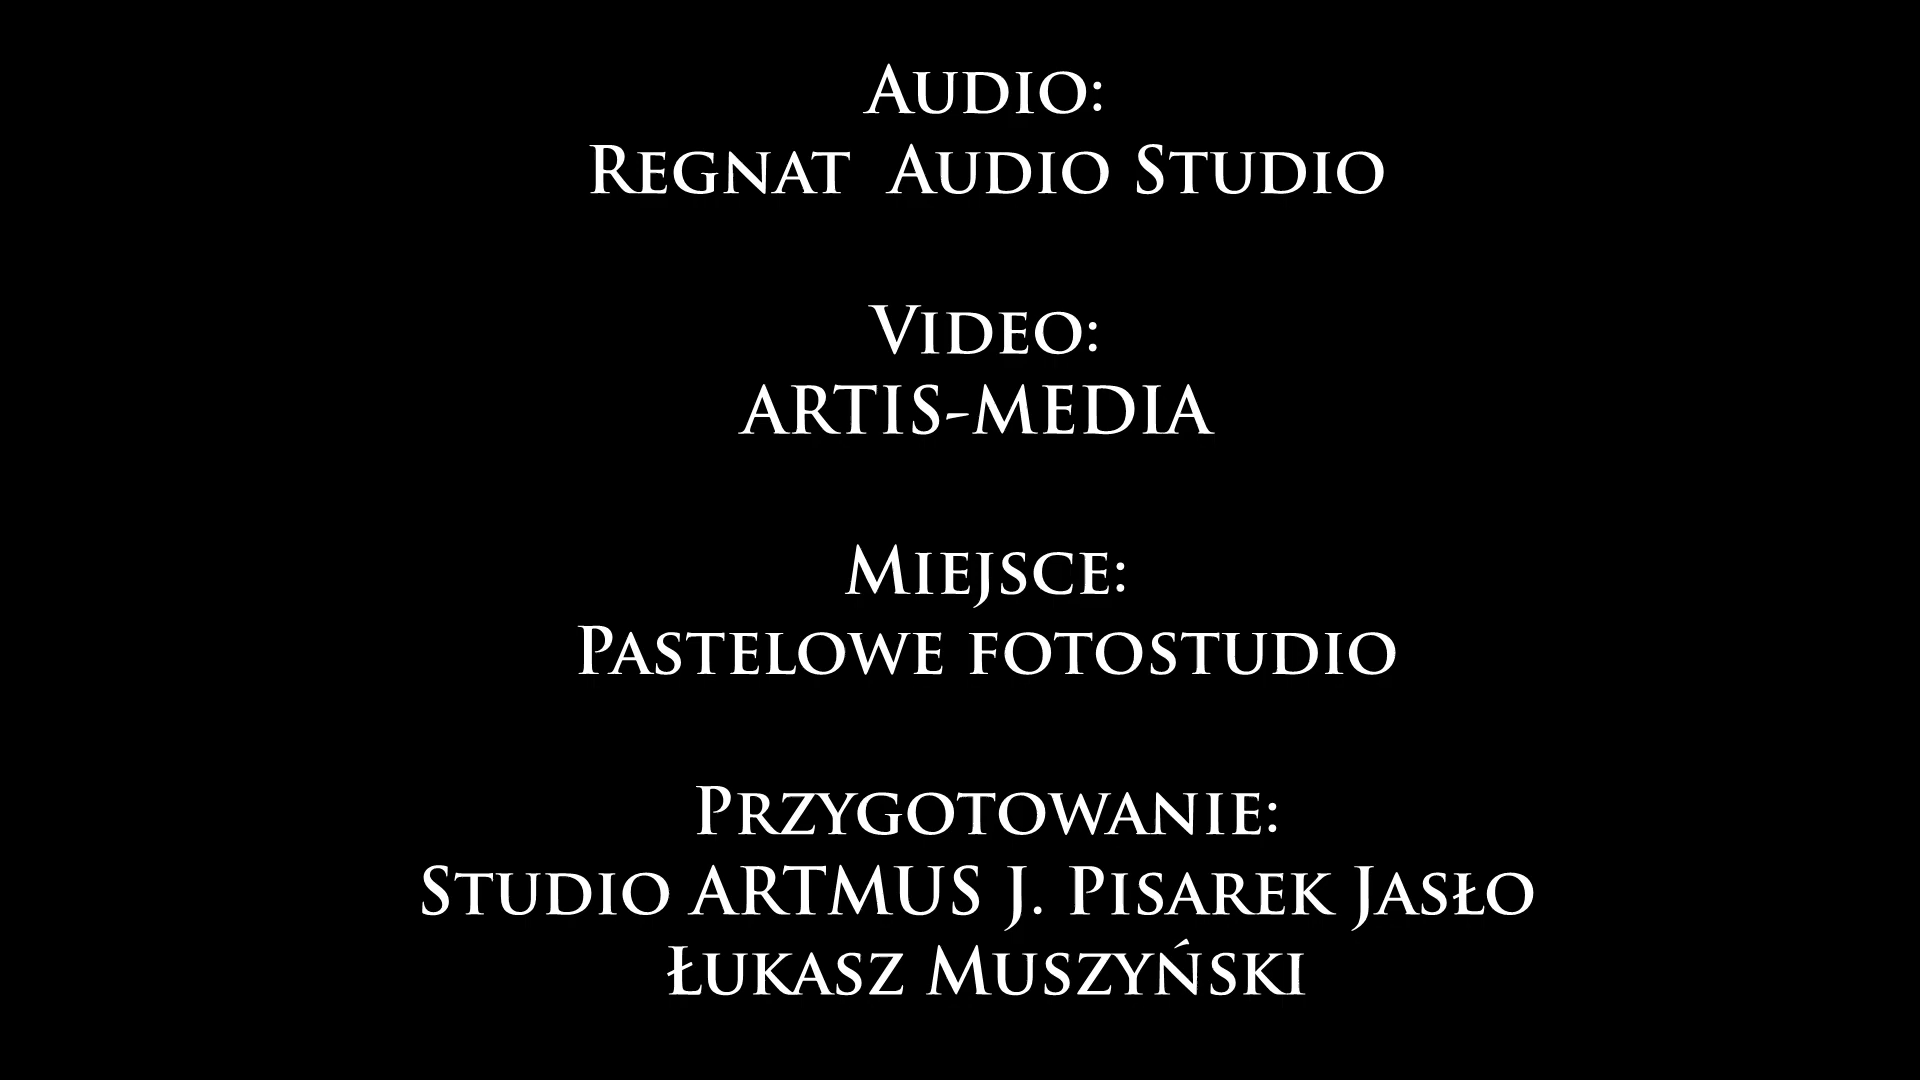 Audio:
Regnat Audio Studio
Video:
ARTIS-MEDIA
Miejsce:
Pastelowe fotostudio
Przygotowanie:
Studio ARTMUS J. Pisarek Jasło
Łukasz Muszyński